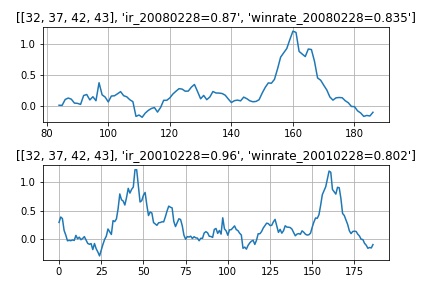 [[32, 37, 42, 43], 'ir_20080228=0.87', 'winrate_20080228=0.835']
1.0
0.5
0.0
80 100 120 140 160 180
[[32, 37, 42, 43], 'ir_20010228=0.96', 'winrate_20010228=0.802']
1.0
0.5
0.0
0 25 50 75 100 125 150 175